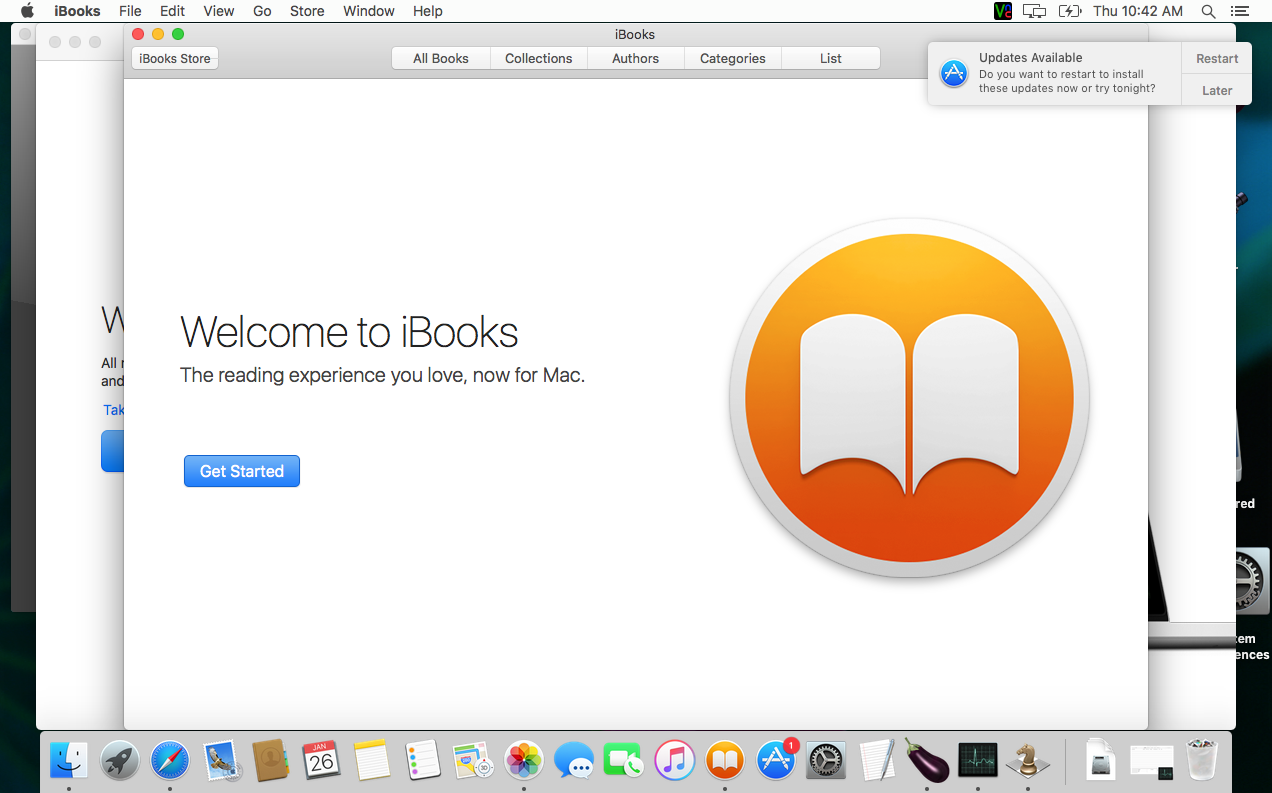 iBooks File Edit View Go Store Window Help
Thu 10:42 AM
iBooks
iBooks Store
All Books Collections Authors Categories List
Updates Available
Do you want to restart to install
these updates now or try tonight?
Restart
Later
Welcome to iBooks
The reading experience you love, now for Mac.
Get Started
W
All
and
Tak
red
tem
ences
JAN
26
3D
1